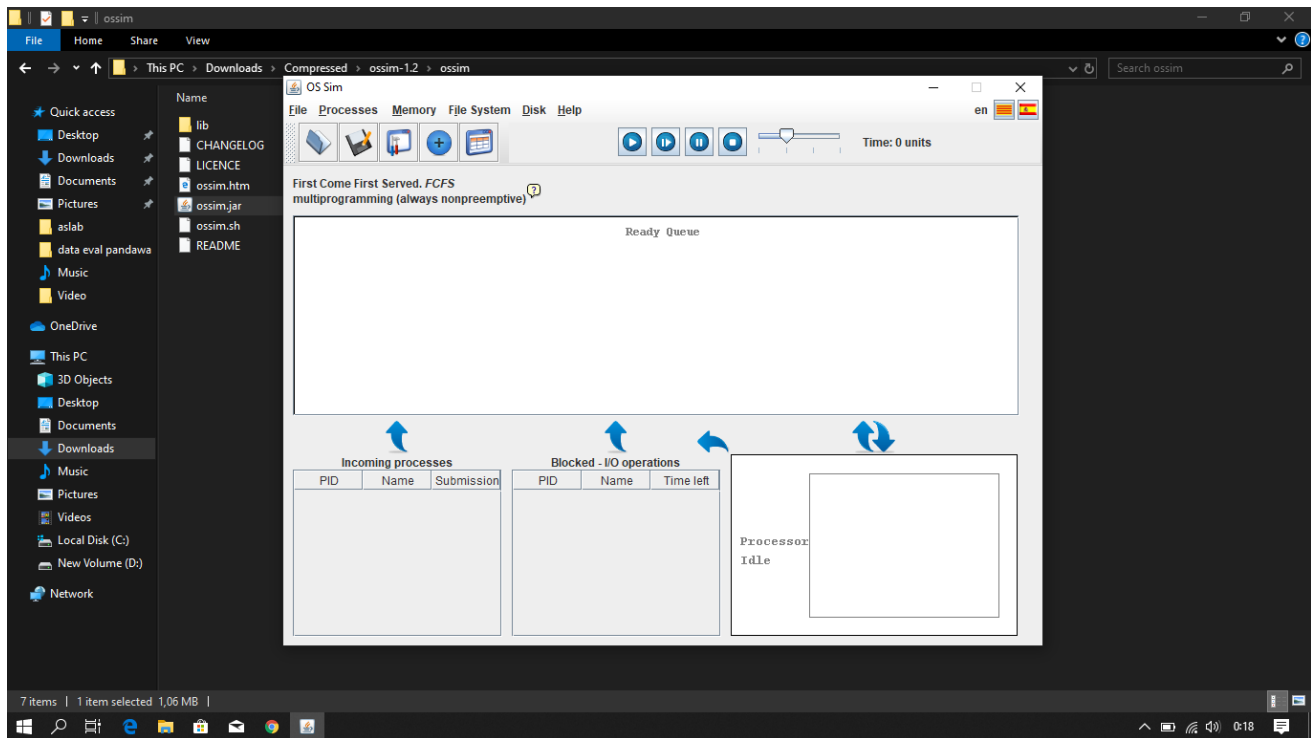 ossim
File Home Share View
This PC Downloads Compressed ossim-1.2 ossim
Search ossim
Quick access
Desktop
Downloads
Documents
Pictures
aslab
data eval pandawa
Music
Video
OneDrive
This PC
3D Objects
Desktop
Documents
Downloads
Music
Pictures
Videos
Local Disk (C:)
New Volume (D:)
Network
Name
lib
CHANGELOG
LICENCE
ossim.htm
ossim.jar
ossim.sh
README
OS Sim
File Processes Memory File System Disk Help
en
Time: 0 units
First Come First Served. FCFS
multiprogramming (always nonpreemptive)
Ready Queue
Incoming processes
PID Name Submission
Blocked - I/O operations
PID Name Time left
Processor
Idle
7 items 1 item selected 1,06 MB
0:18